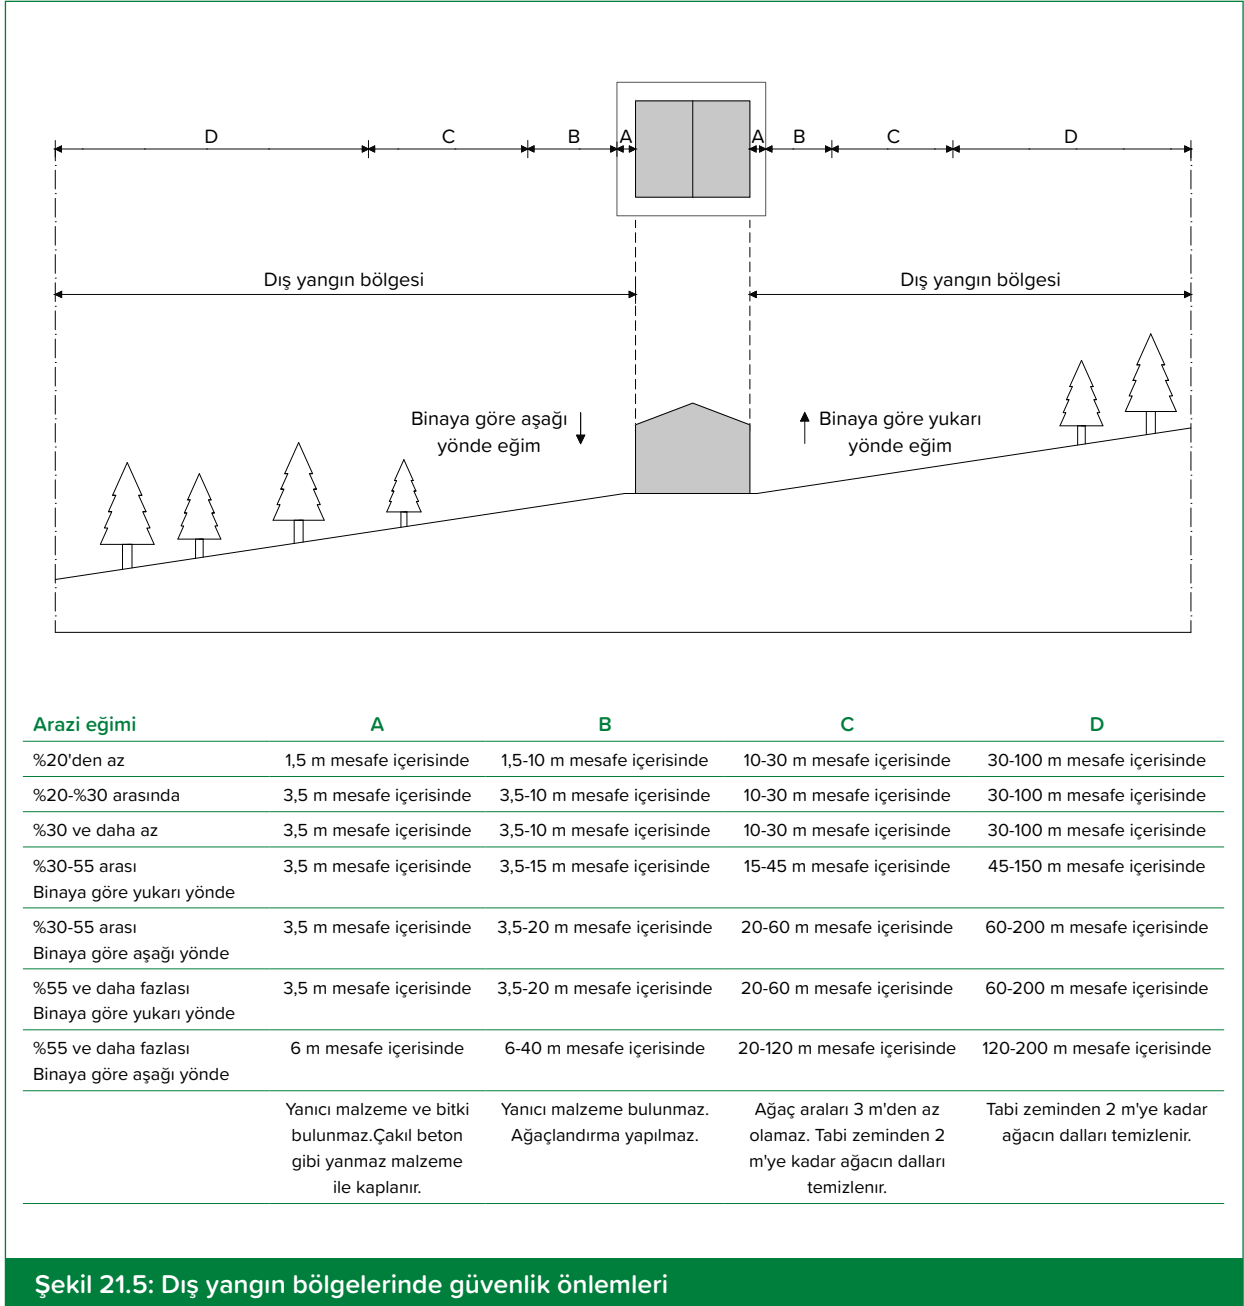 D C B A A B C D
Dış yangın bölgesi Dış yangın bölgesi
Binaya göre aşağı
yönde eğim
Binaya göre yukarı
yönde eğim
Arazi eğimi A B C D
%20'den az 1,5 m mesafe içerisinde 1,5-10 m mesafe içerisinde 10-30 m mesafe içerisinde 30-100 m mesafe içerisinde
%20-%30 arasında 3,5 m mesafe içerisinde 3,5-10 m mesafe içerisinde 10-30 m mesafe içerisinde 30-100 m mesafe içerisinde
%30 ve daha az 3,5 m mesafe içerisinde 3,5-10 m mesafe içerisinde 10-30 m mesafe içerisinde 30-100 m mesafe içerisinde
%30-55 arası 3,5 m mesafe içerisinde 3,5-15 m mesafe içerisinde 15-45 m mesafe içerisinde 45-150 m mesafe içerisinde
Binaya göre yukarı yönde
%30-55 arası 3,5 m mesafe içerisinde 3,5-20 m mesafe içerisinde 20-60 m mesafe içerisinde 60-200 m mesafe içerisinde
Binaya göre aşağı yönde
%55 ve daha fazlası 3,5 m mesafe içerisinde 3,5-20 m mesafe içerisinde 20-60 m mesafe içerisinde 60-200 m mesafe içerisinde
Binaya göre yukarı yönde
%55 ve daha fazlası 6 m mesafe içerisinde 6-40 m mesafe içerisinde 20-120 m mesafe içerisinde 120-200 m mesafe içerisinde
Binaya göre aşağı yönde
Yanıcı malzeme ve bitki
bulunmaz.Çakıl beton
gibi yanmaz malzeme
ile kaplanır.
Yanıcı malzeme bulunmaz.
Ağaçlandırma yapılmaz.
Ağaç araları 3 m'den az
olamaz. Tabi zeminden 2
m'ye kadar ağacın dalları
temizlenır.
Tabi zeminden 2 m'ye kadar
ağacın dalları temizlenir.
Şekil 21.5: Dış yangın bölgelerinde güvenlik önlemleri